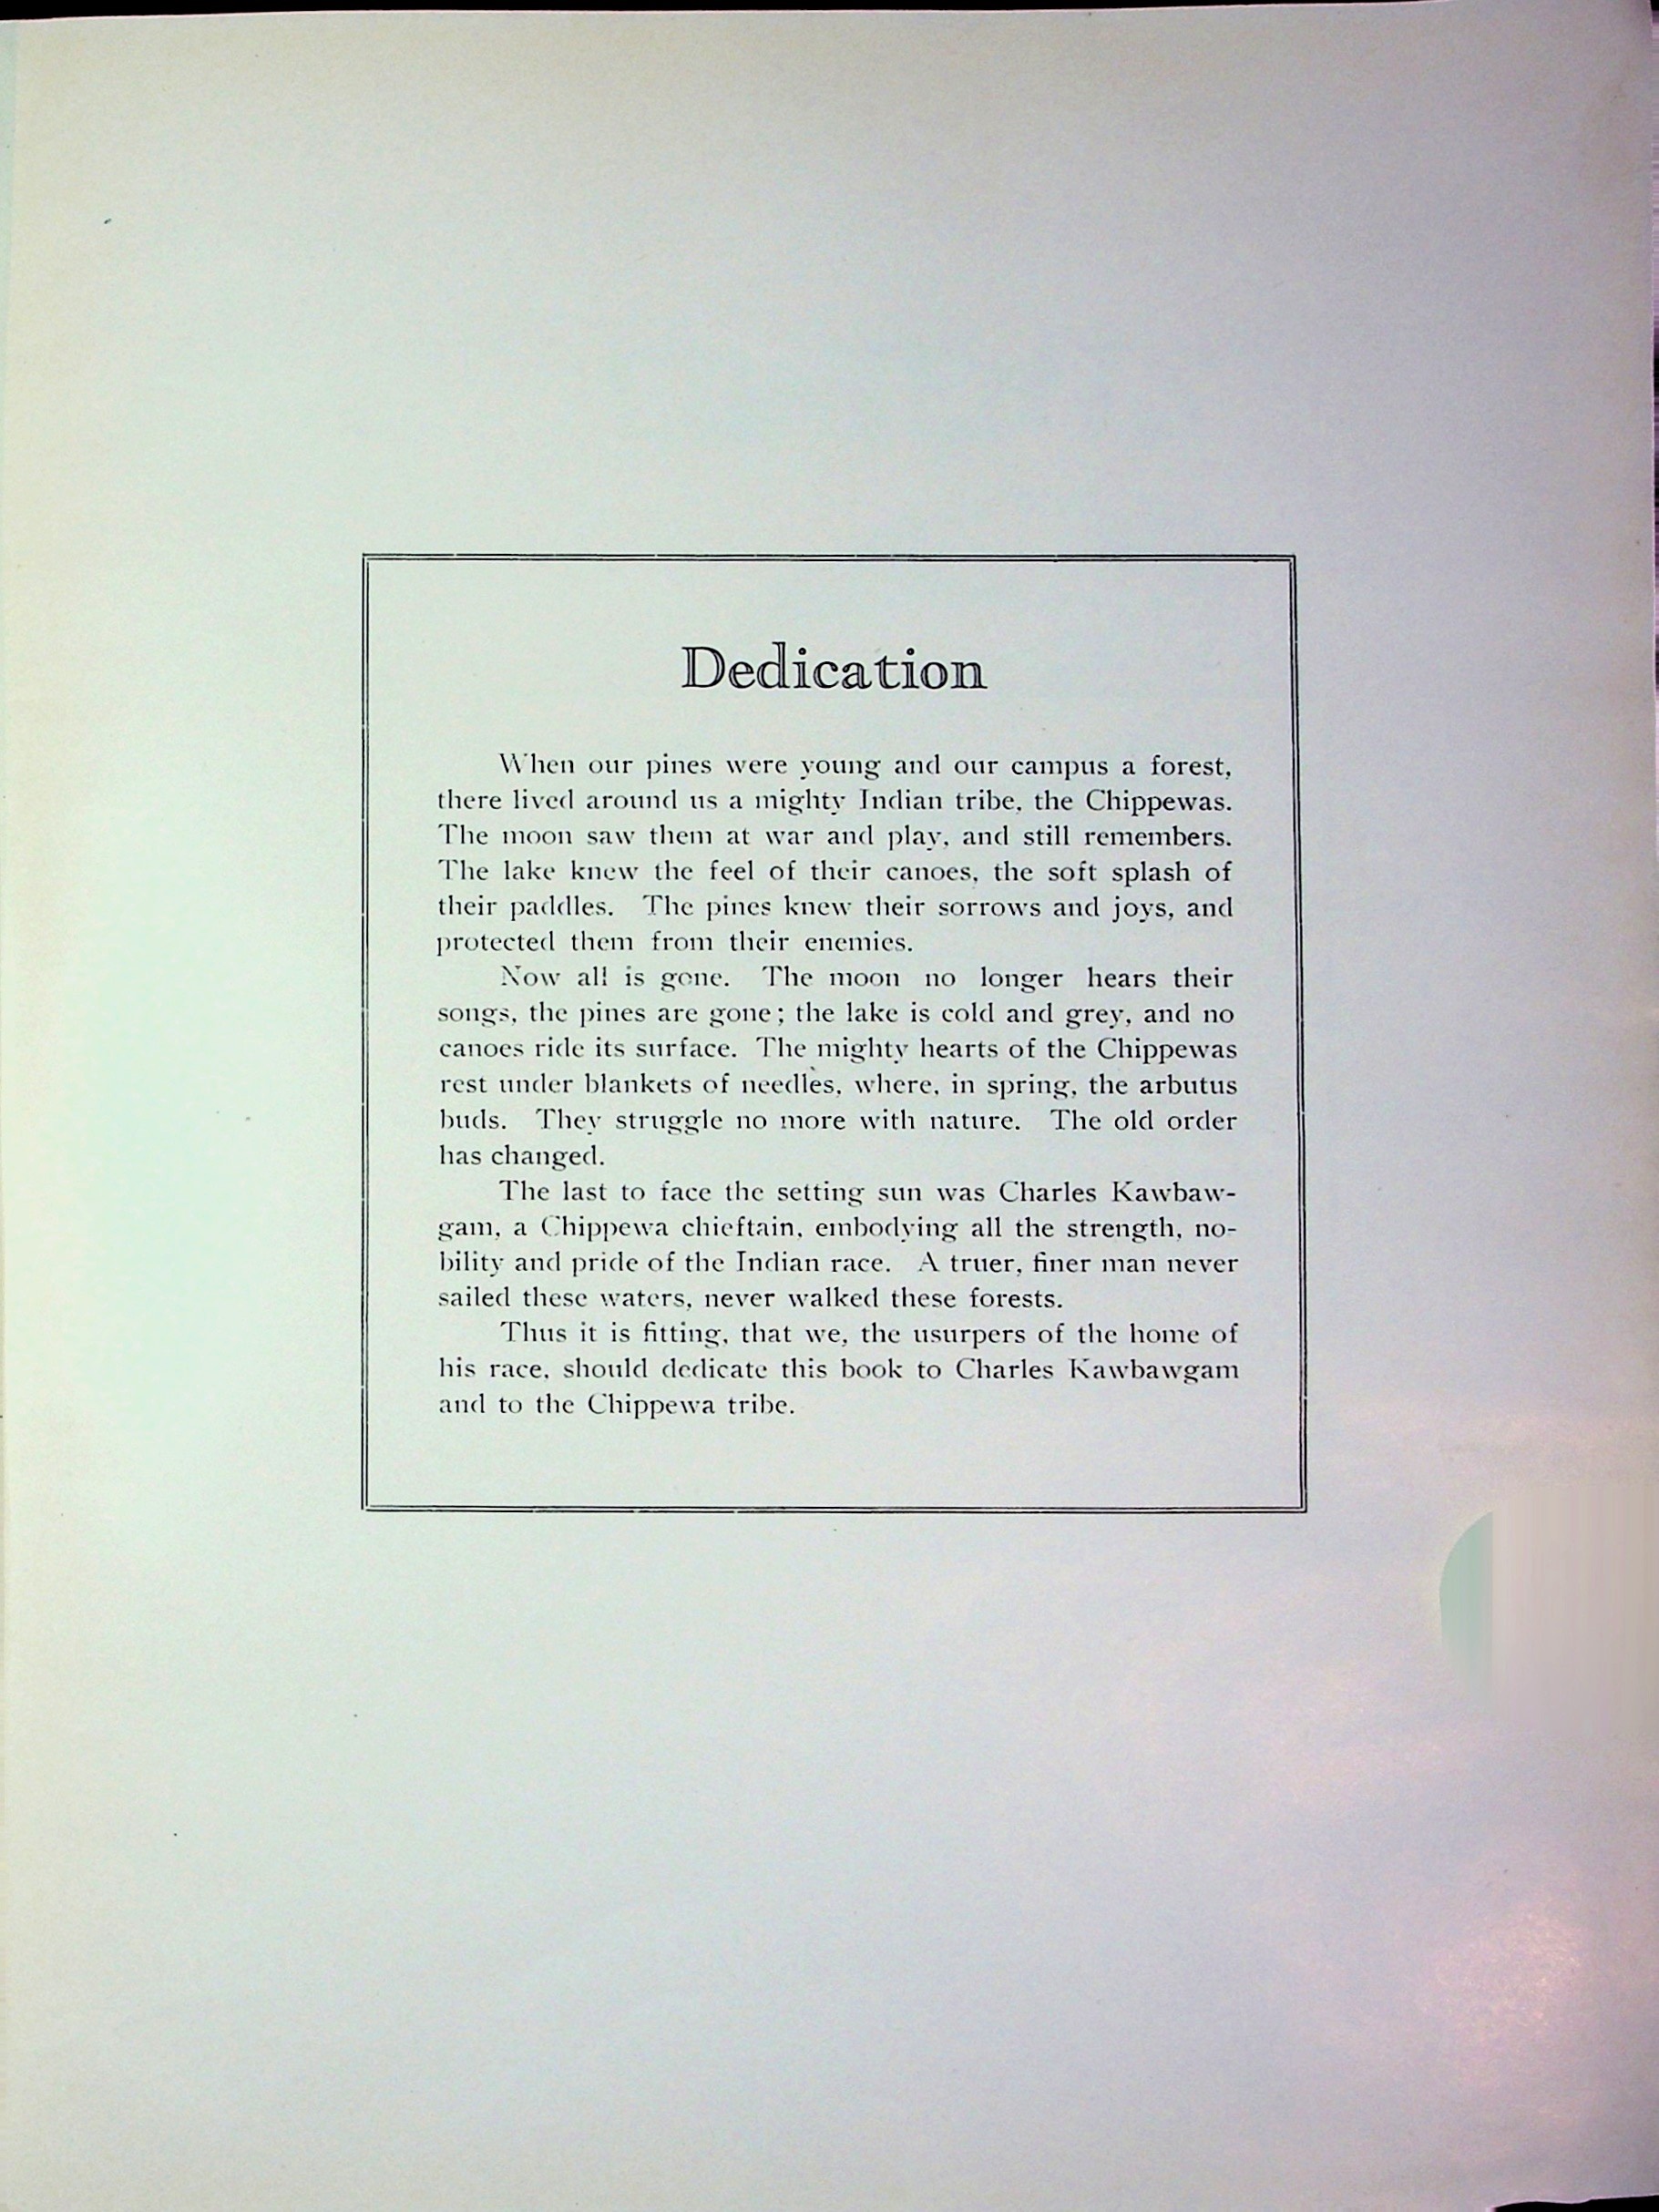 Dedication
When our pines were young and our campus a forest,
there lived around us a mighty Indian tribe, the Chippewas.
The moon saw them at war and play, and still remembers.
The lake knew the feel of their canoes, the soft splash of
their paddles. The pines knew their sorrows and joys, and
protected them from their enemies.
Now all is gone. The moon no longer hears their
songs, the pines are gone; the lake is cold and grey, and no
canoes ride its surface. The mighty hearts of the Chippewas
rest under blankets of needles, where, in spring, the arbutus
buds. They struggle no more with nature. The old order
has changed.
The last to face the setting sun was Charles Kawbaw-
gam, a Chippewa chieftain, embodying all the strength, no-
bility and pride of the Indian race. A truer, finer man never
sailed these waters, never walked these forests.
Thus it is fitting, that we, the usurpers of the home of
his race, should dedicate this book to Charles Kawbawgam
and to the Chippewa tribe.